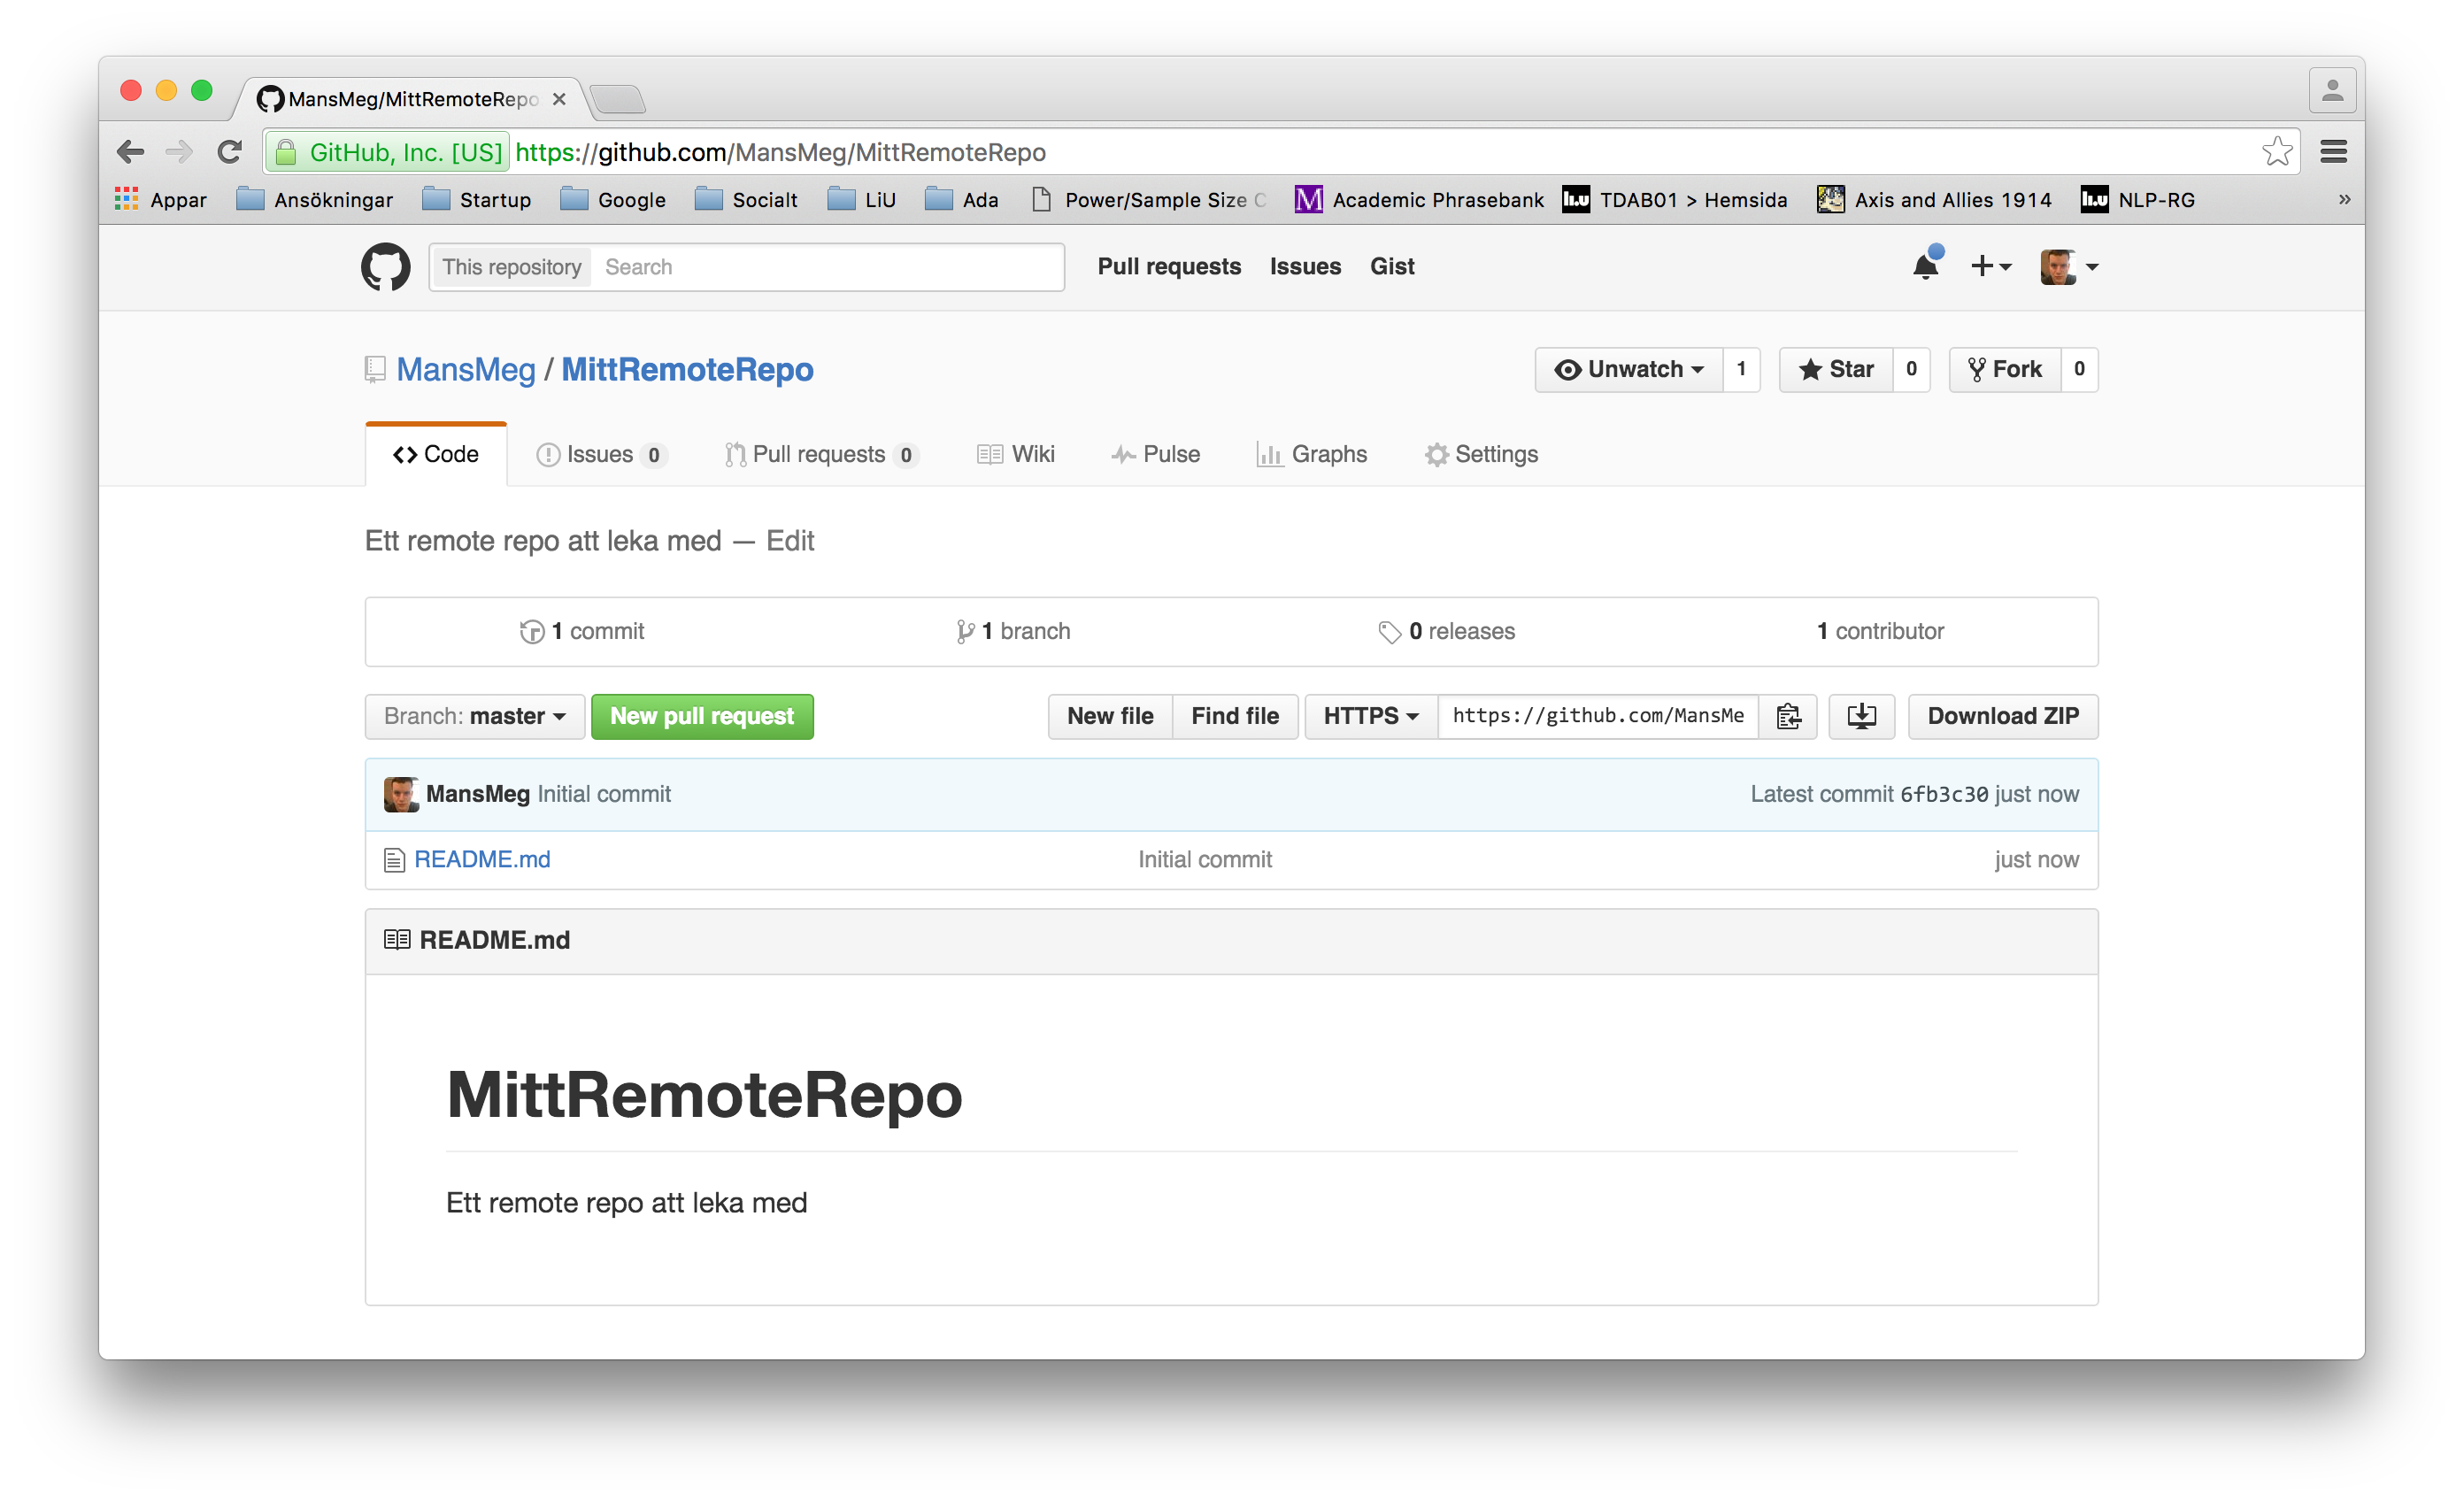 MansMeg/MittRemoteRepo
GitHub, Inc. [US] https://github.com/MansMeg/MittRemoteRepo
Appar Ansökningar Startup Google Socialt LiU Ada Power/Sample Size C Academic Phrasebank TDAB01 > Hemsida Axis and Allies 1914 NLP-RG »
This repository Search Pull requests Issues Gist
MansMeg / MittRemoteRepo Unwatch 1 Star 0 Fork 0
Code Issues 0 Pull requests 0 Wiki Pulse Graphs Settings
Ett remote repo att leka med — Edit
1 commit 1 branch 0 releases 1 contributor
Branch: master New pull request New file Find file HTTPS https://github.com/MansMe Download ZIP
MansMeg Initial commit Latest commit 6fb3c30 just now
README.md Initial commit just now
README.md
MittRemoteRepo
Ett remote repo att leka med